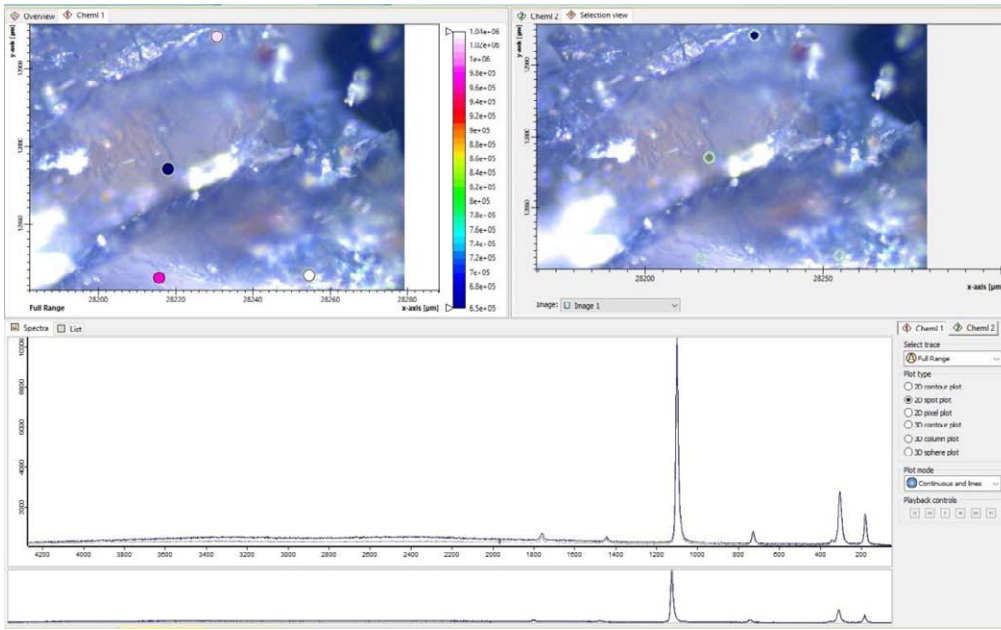 Overview ChemI 1
y-axis [µm]
12900
12880
12860
28200 28220 28240 28260 28280
Full Range x-axis [µm]
1.04e+06
1.02e+06
1e+06
9.8e+05
9.6e+05
9.4e+05
9.2e+05
9e+05
8.8e+05
8.6e+05
8.4e+05
8.2e+05
8e+05
7.8e+05
7.6e+05
7.4e+05
7.2e+05
7e+05
6.8e+05
6.5e+05
ChemI 2 Selection view
y-axis [µm]
28200 28250
x-axis [µm]
Image: Image 1
Spectra List
10000
8000
6000
4000
2000
4200 4000 3800 3600 3400 3200 3000 2800 2600 2400 2200 2000 1800 1600 1400 1200 1000 800 600 400 200
ChemI 1 ChemI 2
Select trace
Full Range
Plot type
2D contour plot
2D spot plot
2D pixel plot
3D contour plot
3D column plot
3D sphere plot
Plot mode
Continuous and lines
Playback controls